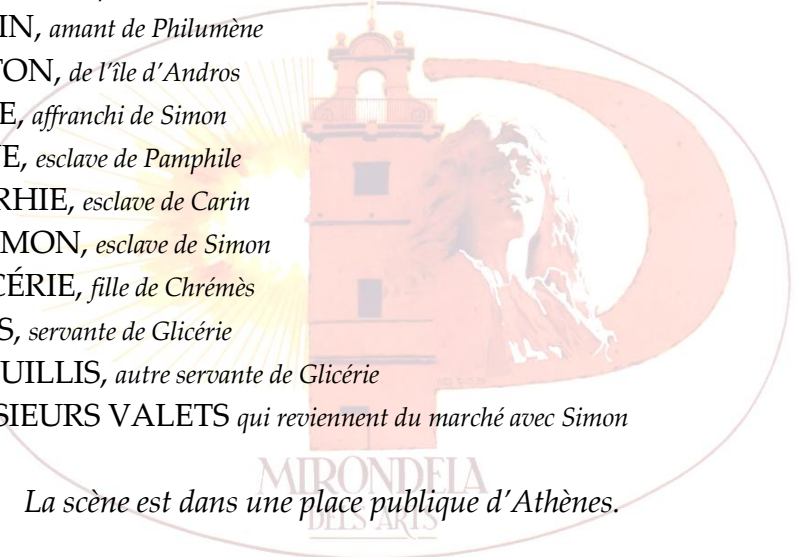 IN, amant de Philumène
TON, de l'île d'Andros
E, affranchi de Simon
E, esclave de Pamphile
RHIE, esclave de Carin
MON, esclave de Simon
CÉRIE, fille de Chrémès
S, servante de Glicérie
UILLIS, autre servante de Glicérie
SIEURS VALETS qui reviennent du marché avec Simon
MIRONDELA
La scène est dans une place publique d'Athènes.
DELS ARTS